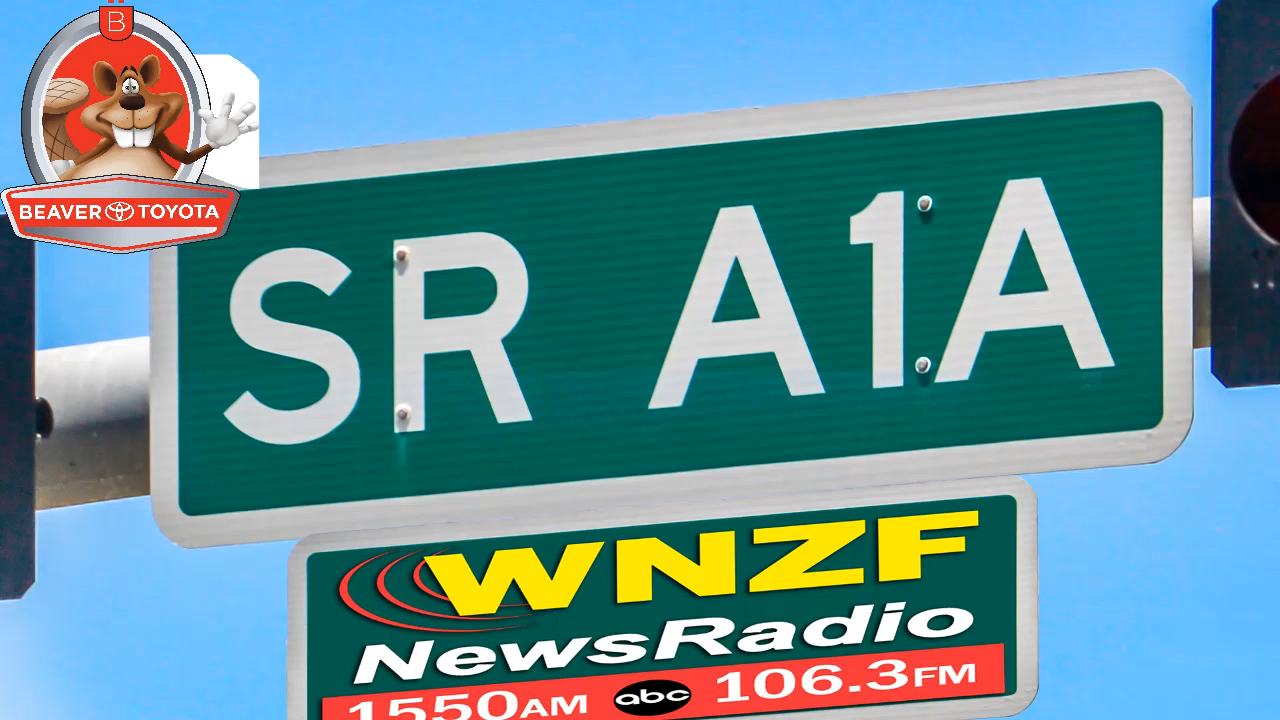 B
BEAVER TOYOTA
SR A1A
WNZF
NewsRadio
1550AM abc 106.3FM